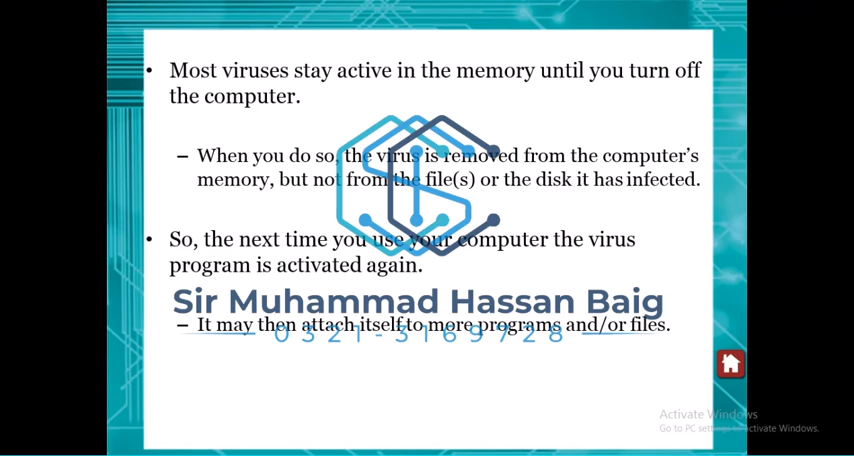 • Most viruses stay active in the memory until you turn off
the computer.
– When you do so, the virus is removed from the computer's
memory, but not from the file(s) or the disk it has infected.
• So, the next time you use your computer the virus
program is activated again.
Sir Muhammad Hassan Baig
– It may then attach itself to more programs and/or files.
0321-3169728
Activate Windows
Go to PC settings to activate Windows.